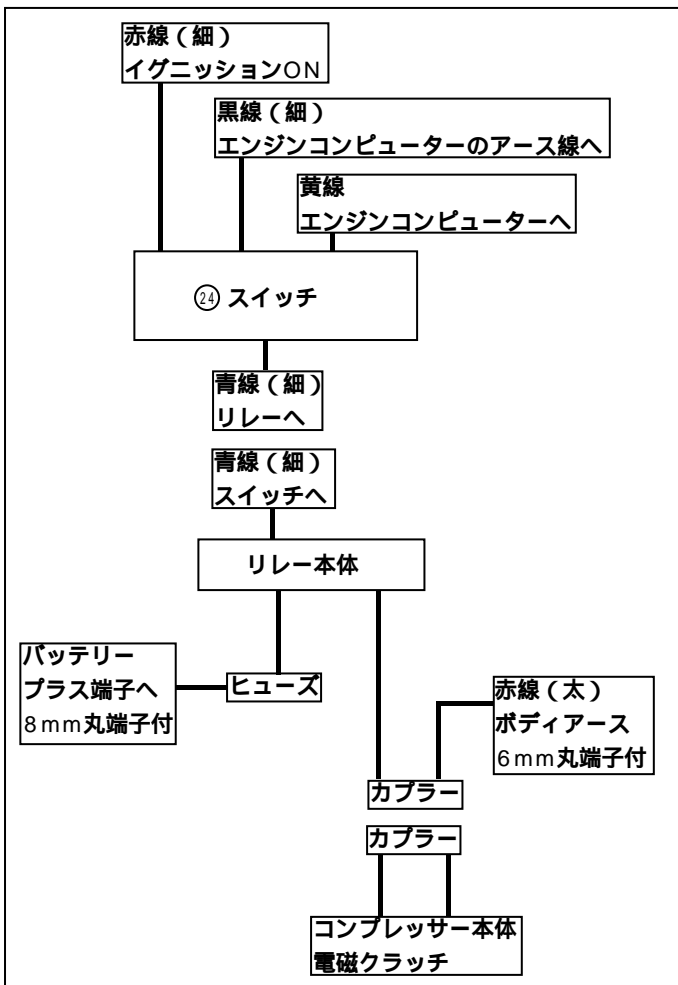 赤線（細）
イグニッションON
黒線（細）
エンジンコンピューターのアース線へ
黄線
エンジンコンピューターへ
㉔ スイッチ
青線（細）
リレーへ
青線（細）
スイッチへ
リレー本体
バッテリー
プラス端子へ
8mm丸端子付
ヒューズ
赤線（太）
ボディアース
6mm丸端子付
カプラー
カプラー
コンプレッサー本体
電磁クラッチ